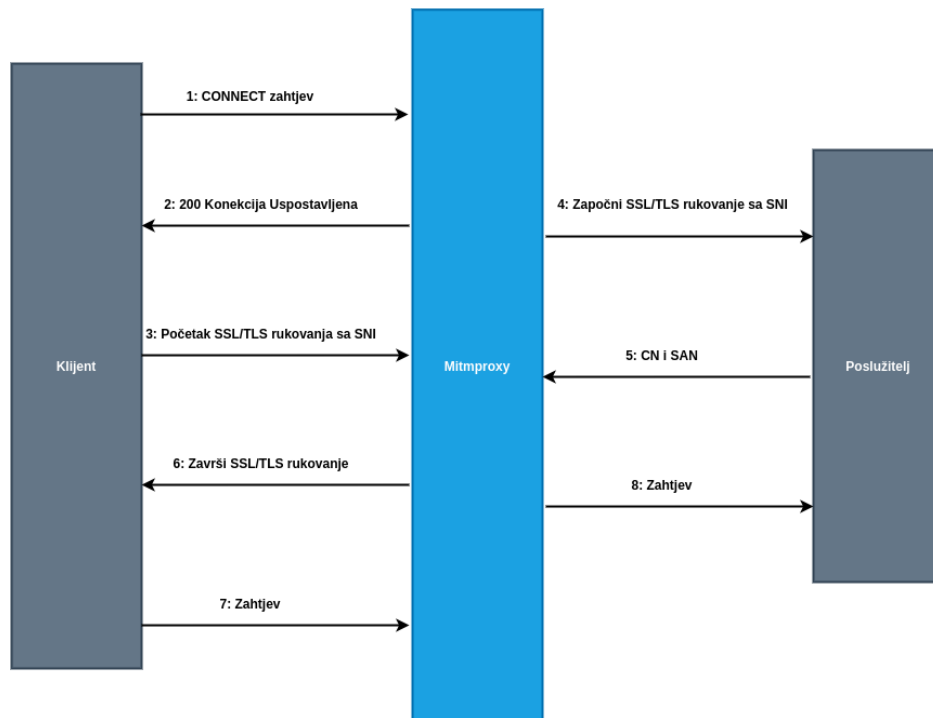 1: CONNECT zahtjev
2: 200 Konekcija Uspostavljena
4: Započni SSL/TLS rukovanje sa SNI
3: Početak SSL/TLS rukovanja sa SNI
Klijent
Mitmproxy
5: CN i SAN
Poslužitelj
6: Završi SSL/TLS rukovanje
8: Zahtjev
7: Zahtjev